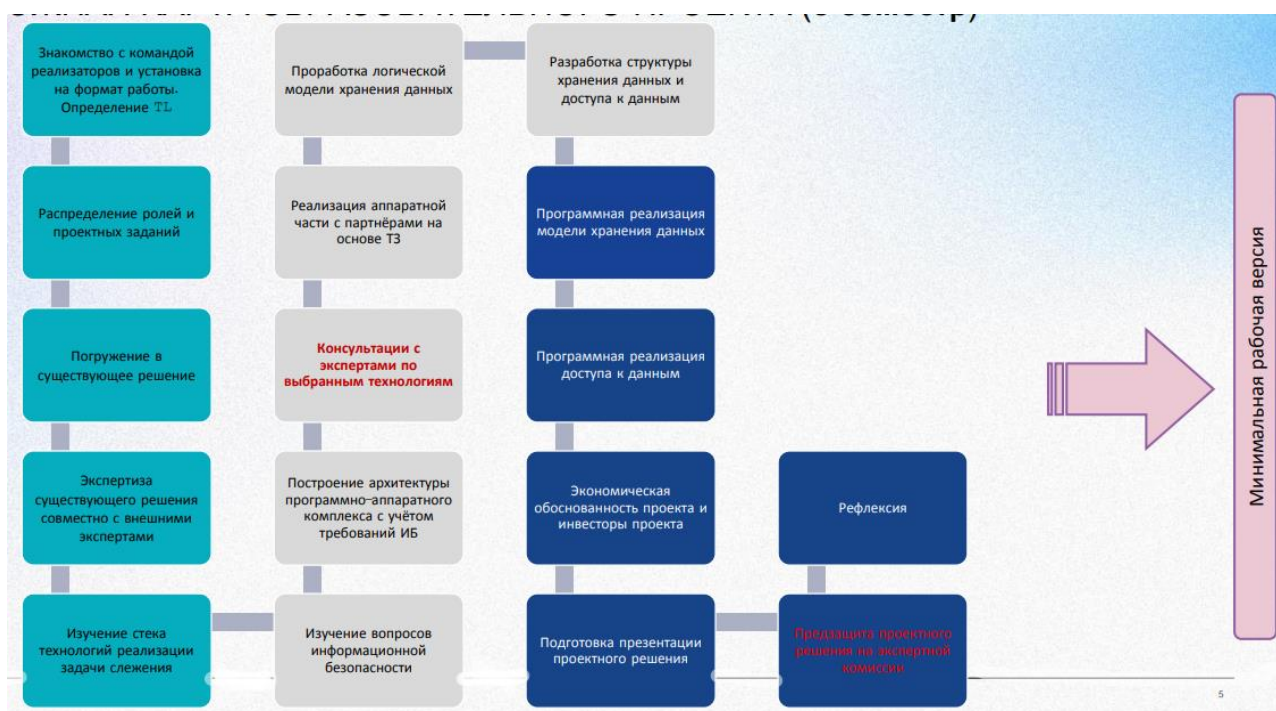 (6 семестр)
Знакомство с командой
реализаторов и установка
на формат работы.
Определение TL
Распределение ролей и
проектных заданий
Погружение в
существующее решение
Экспертиза
существующего решения
совместно с внешними
экспертами
Изучение стека
технологий реализации
задачи слежения
Изучение вопросов
информационной
безопасности
Построение архитектуры
программно-аппаратного
комплекса с учётом
требований ИБ
Консультации с
экспертами по
выбранным технологиям
Реализация аппаратной
части с партнёрами на
основе ТЗ
Проработка логической
модели хранения данных
Разработка структуры
хранения данных и
доступа к данным
Программная реализация
модели хранения данных
Программная реализация
доступа к данным
Экономическая
обоснованность проекта и
инвесторы проекта
Подготовка презентации
проектного решения
Предзащита проектного
решения на экспертной
комиссии
Рефлексия
Минимальная рабочая версия
5